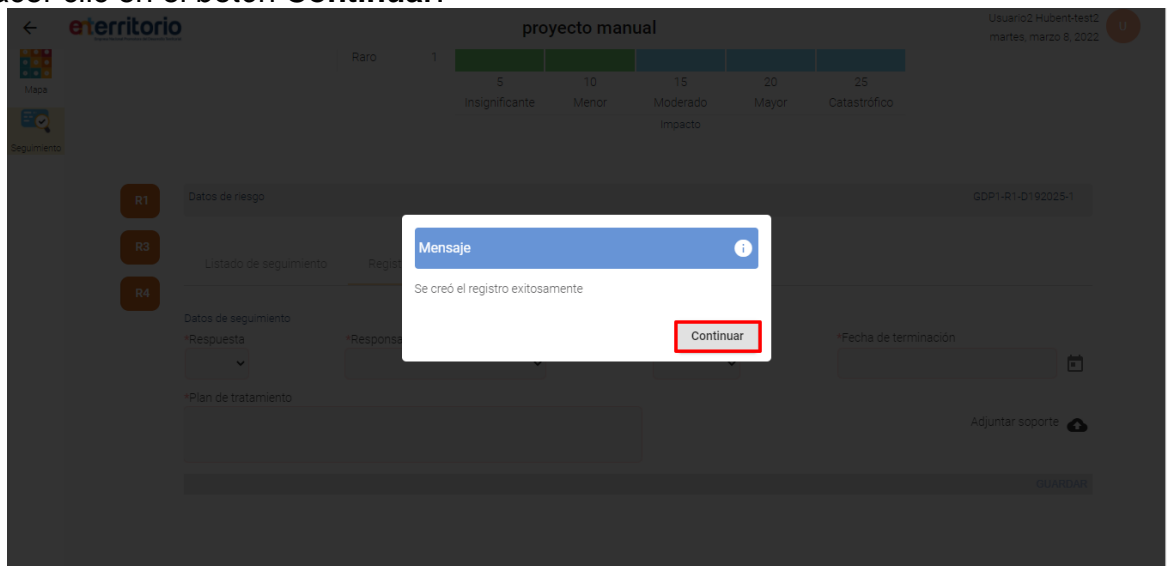 acer clic en el botón Continuar.
eterritorio
proyecto manual
Usuario2 Hubent-test2
martes, marzo 8, 2022
U
Mapa
Seguimiento
Raro 1
5 10 15 20 25
Insignificante Menor Moderado Mayor Catastrófico
Impacto
R1
Datos de riesgo
GDP1-R1-D192025-1
Mensaje
R3
Listado de seguimiento
R4
Se creó el registro exitosamente
Continuar
Datos de seguimiento
*Respuesta
*Fecha de terminación
*Plan de tratamiento
Adjuntar soporte
GUARDAR